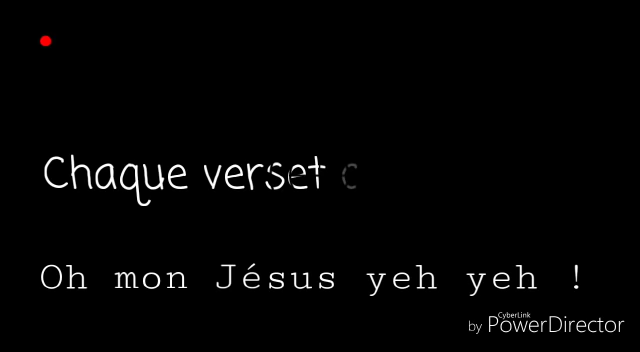 Chaque verset
Oh mon Jésus yeh yeh !
by CyberLink PowerDirector